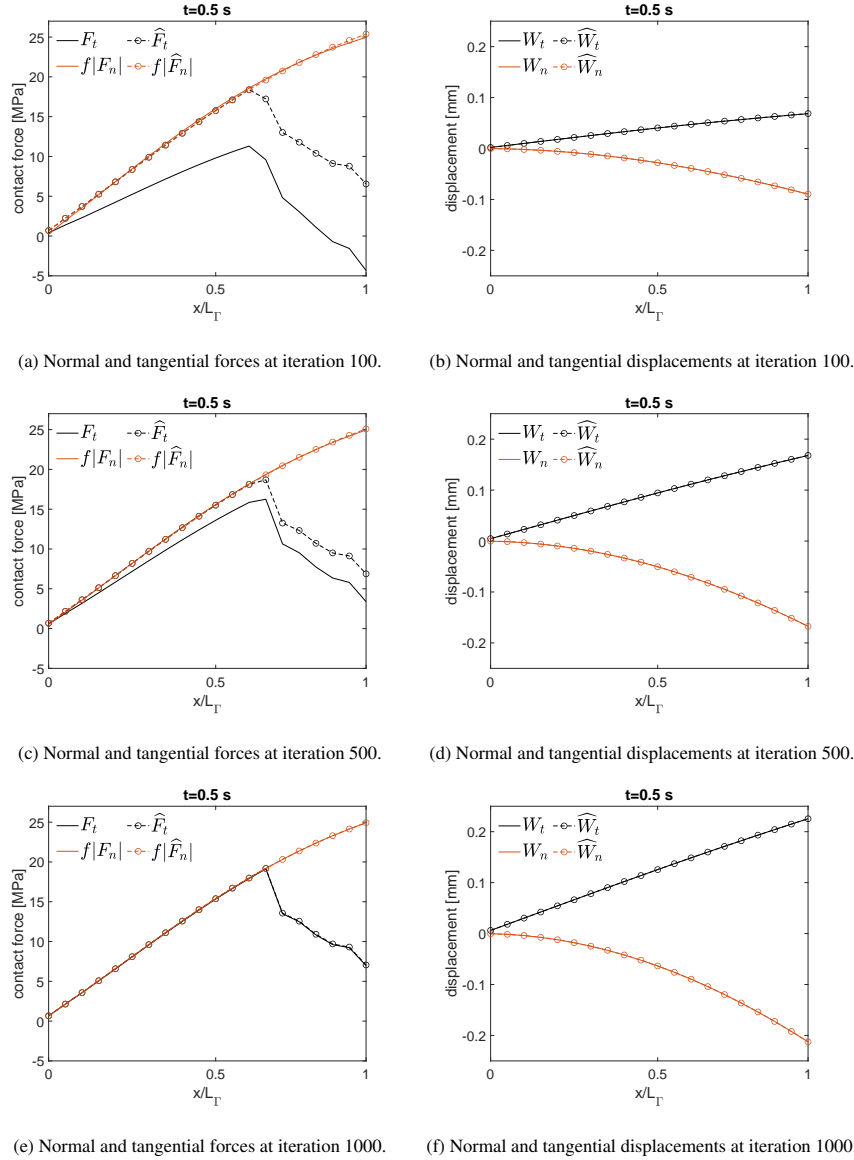 t=0.5 s
F_t  \widehat{F}_t
f|F_n|  f|\widehat{F}_n|
contact force [MPa]
25
20
15
10
5
0
-5
0 0.5 1
x/L_Γ
(a) Normal and tangential forces at iteration 100.
t=0.5 s
W_t  \widehat{W}_t
W_n  \widehat{W}_n
displacement [mm]
0.2
0.1
0
-0.1
-0.2
0 0.5 1
x/L_Γ
(b) Normal and tangential displacements at iteration 100.
t=0.5 s
F_t  \widehat{F}_t
f|F_n|  f|\widehat{F}_n|
contact force [MPa]
25
20
15
10
5
0
-5
0 0.5 1
x/L_Γ
(c) Normal and tangential forces at iteration 500.
t=0.5 s
W_t  \widehat{W}_t
W_n  \widehat{W}_n
displacement [mm]
0.2
0.1
0
-0.1
-0.2
0 0.5 1
x/L_Γ
(d) Normal and tangential displacements at iteration 500.
t=0.5 s
F_t  \widehat{F}_t
f|F_n|  f|\widehat{F}_n|
contact force [MPa]
25
20
15
10
5
0
-5
0 0.5 1
x/L_Γ
(e) Normal and tangential forces at iteration 1000.
t=0.5 s
W_t  \widehat{W}_t
W_n  \widehat{W}_n
displacement [mm]
0.2
0.1
0
-0.1
-0.2
0 0.5 1
x/L_Γ
(f) Normal and tangential displacements at iteration 1000